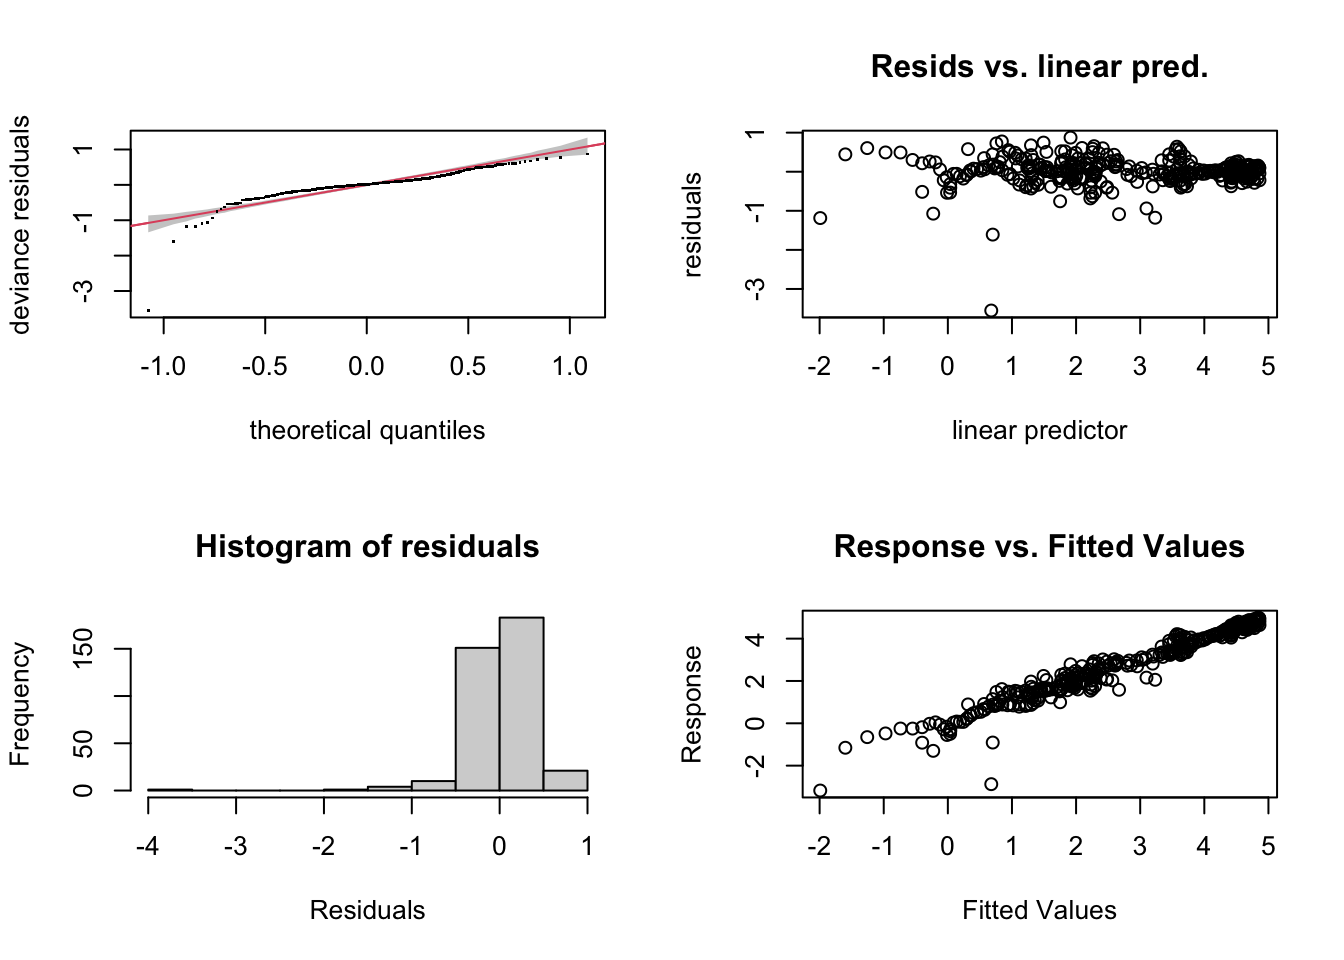 deviance residuals
1
-1
-3
-1.0 -0.5 0.0 0.5 1.0
theoretical quantiles
Resids vs. linear pred.
residuals
1
-1
-3
-2 -1 0 1 2 3 4 5
linear predictor
Histogram of residuals
Frequency
150
50
0
-4 -3 -2 -1 0 1
Residuals
Response vs. Fitted Values
Response
4
2
0
-2
-2 -1 0 1 2 3 4 5
Fitted Values